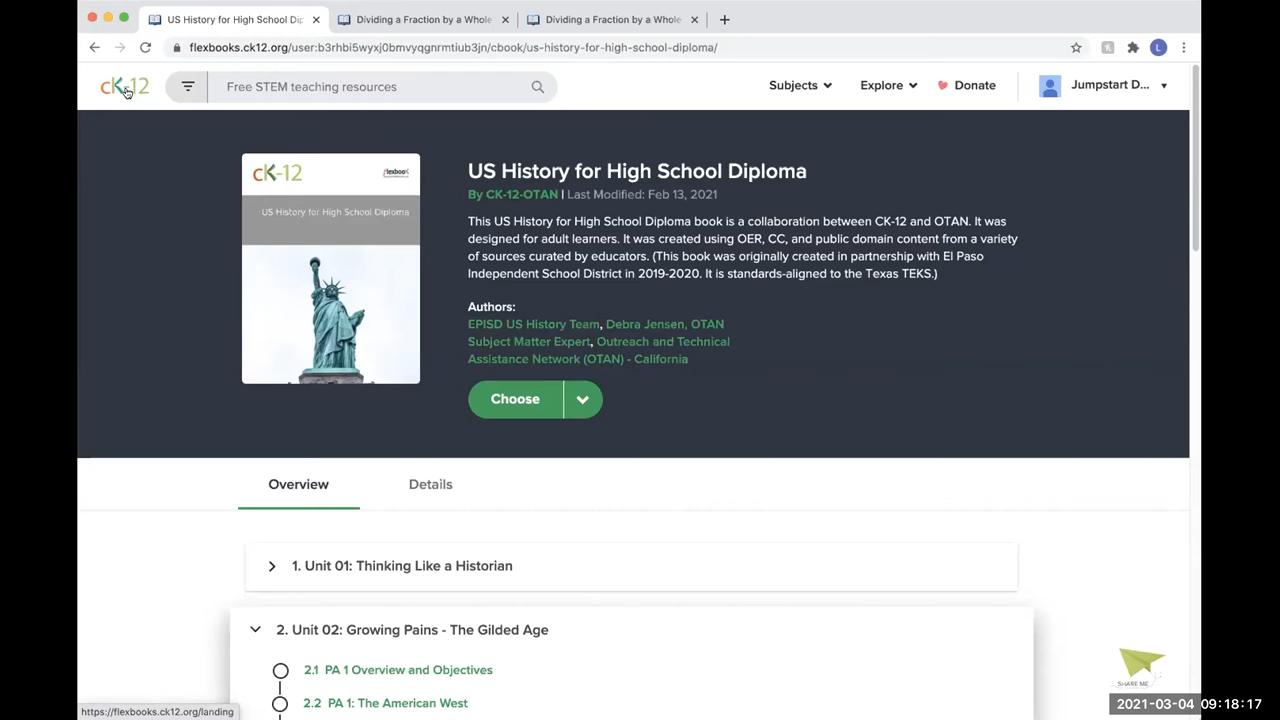 US History for High School Dip
Dividing a Fraction by a Whole
Dividing a Fraction by a Whole
flexbooks.ck12.org/user:b3rhbi5wyxj0bmvyqgnrmtiub3jn/cbook/us-history-for-high-school-diploma/
L
cK-12
Free STEM teaching resources
Subjects
Explore
Donate
Jumpstart D...
cK-12
flexbook
US History for High School Diploma
US History for High School Diploma
By CK-12-OTAN | Last Modified: Feb 13, 2021
This US History for High School Diploma book is a collaboration between CK-12 and OTAN. It was
designed for adult learners. It was created using OER, CC, and public domain content from a variety
of sources curated by educators. (This book was originally created in partnership with El Paso
Independent School District in 2019-2020. It is standards-aligned to the Texas TEKS.)
Authors:
EPISD US History Team, Debra Jensen, OTAN
Subject Matter Expert, Outreach and Technical
Assistance Network (OTAN) - California
Choose
Overview
Details
1. Unit 01: Thinking Like a Historian
2. Unit 02: Growing Pains - The Gilded Age
2.1 PA 1 Overview and Objectives
2.2 PA 1: The American West
SHARE ME
https://flexbooks.ck12.org/landing
2021-03-04 09:18:17